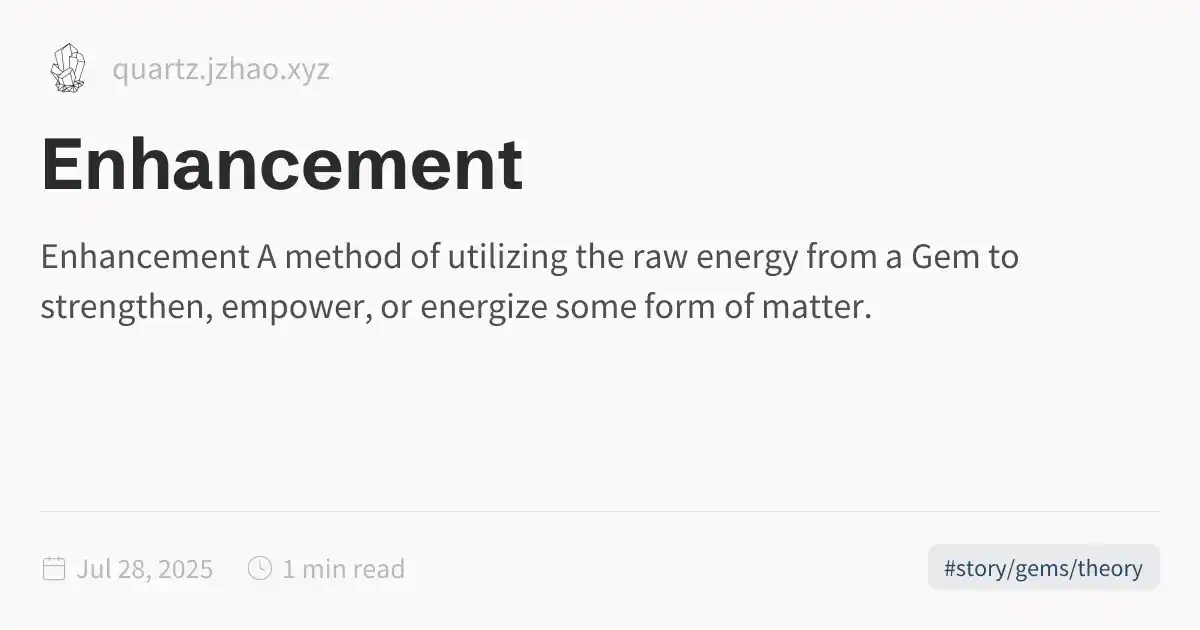 quartz.jzhao.xyz
Enhancement
Enhancement A method of utilizing the raw energy from a Gem to
strengthen, empower, or energize some form of matter.
Jul 28, 2025 1 min read #story/gems/theory